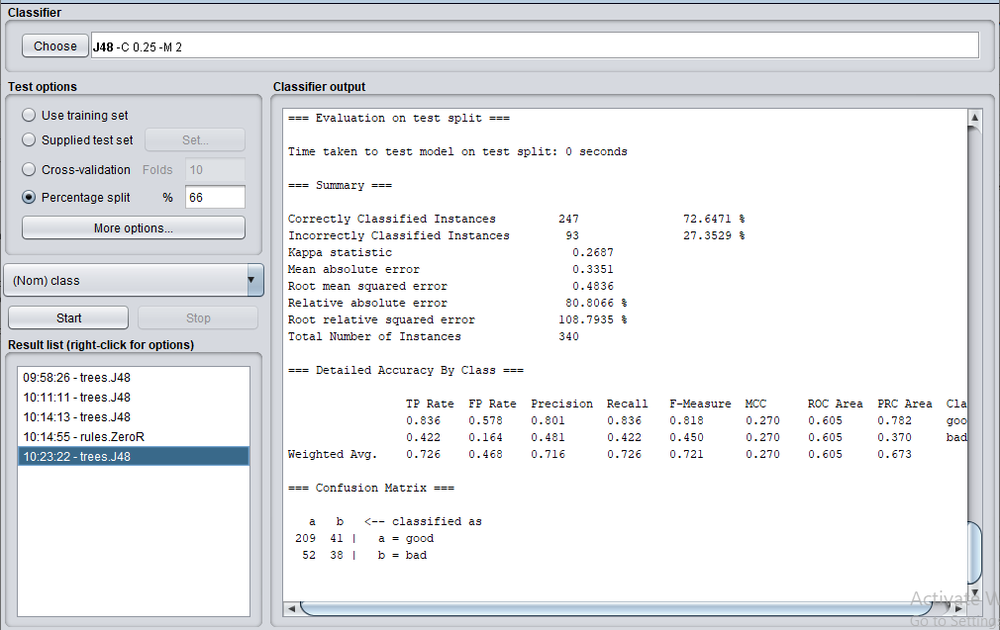 Classifier
Choose J48 -C 0.25 -M 2
Test options
Use training set
Supplied test set Set...
Cross-validation Folds 10
Percentage split % 66
More options...
(Nom) class
Start Stop
Result list (right-click for options)
09:58:26 - trees.J48
10:11:11 - trees.J48
10:14:13 - trees.J48
10:14:55 - rules.ZeroR
10:23:22 - trees.J48
Classifier output
=== Evaluation on test split ===
Time taken to test model on test split: 0 seconds
=== Summary ===
Correctly Classified Instances 247 72.6471 %
Incorrectly Classified Instances 93 27.3529 %
Kappa statistic 0.2687
Mean absolute error 0.3351
Root mean squared error 0.4836
Relative absolute error 80.8066 %
Root relative squared error 108.7935 %
Total Number of Instances 340
=== Detailed Accuracy By Class ===
TP Rate FP Rate Precision Recall F-Measure MCC ROC Area PRC Area Cla
0.836 0.578 0.801 0.836 0.818 0.270 0.605 0.782 goo
0.422 0.164 0.481 0.422 0.450 0.270 0.605 0.370 bad
Weighted Avg. 0.726 0.468 0.716 0.726 0.721 0.270 0.605 0.673
=== Confusion Matrix ===
a b <-- classified as
209 41 | a = good
52 38 | b = bad
Activate W
Go to Setting